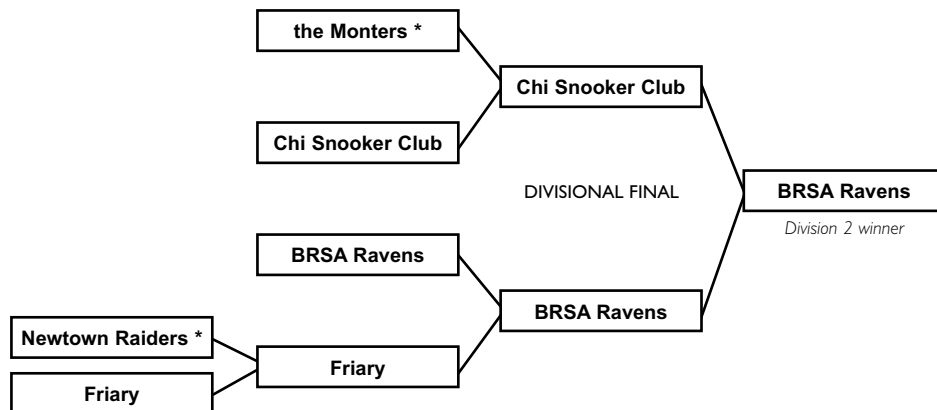 the Monters *
Chi Snooker Club
Chi Snooker Club
DIVISIONAL FINAL
BRSA Ravens
Division 2 winner
BRSA Ravens
BRSA Ravens
Newtown Raiders *
Friary
Friary